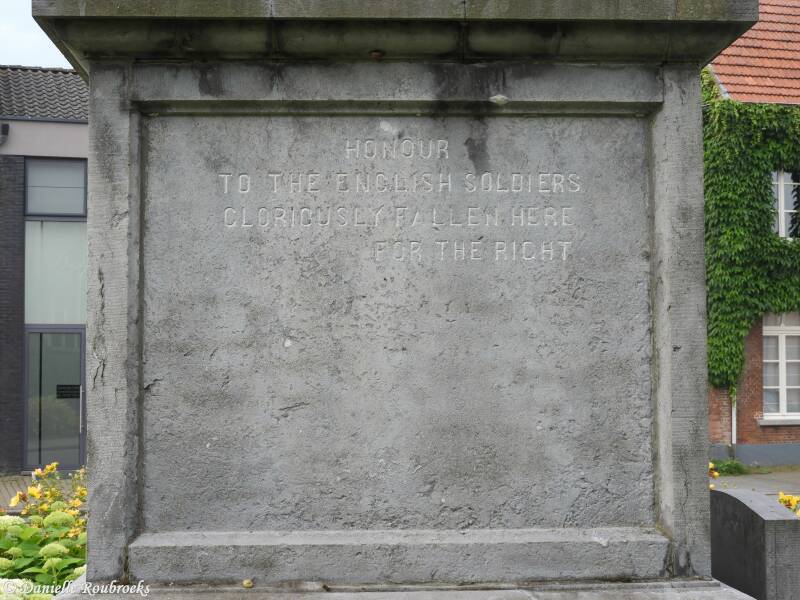 HONOUR
TO THE ENGLISH SOLDIERS
GLORIOUSLY FALLEN HERE
FOR THE RIGHT
© Danielle Roubroeks